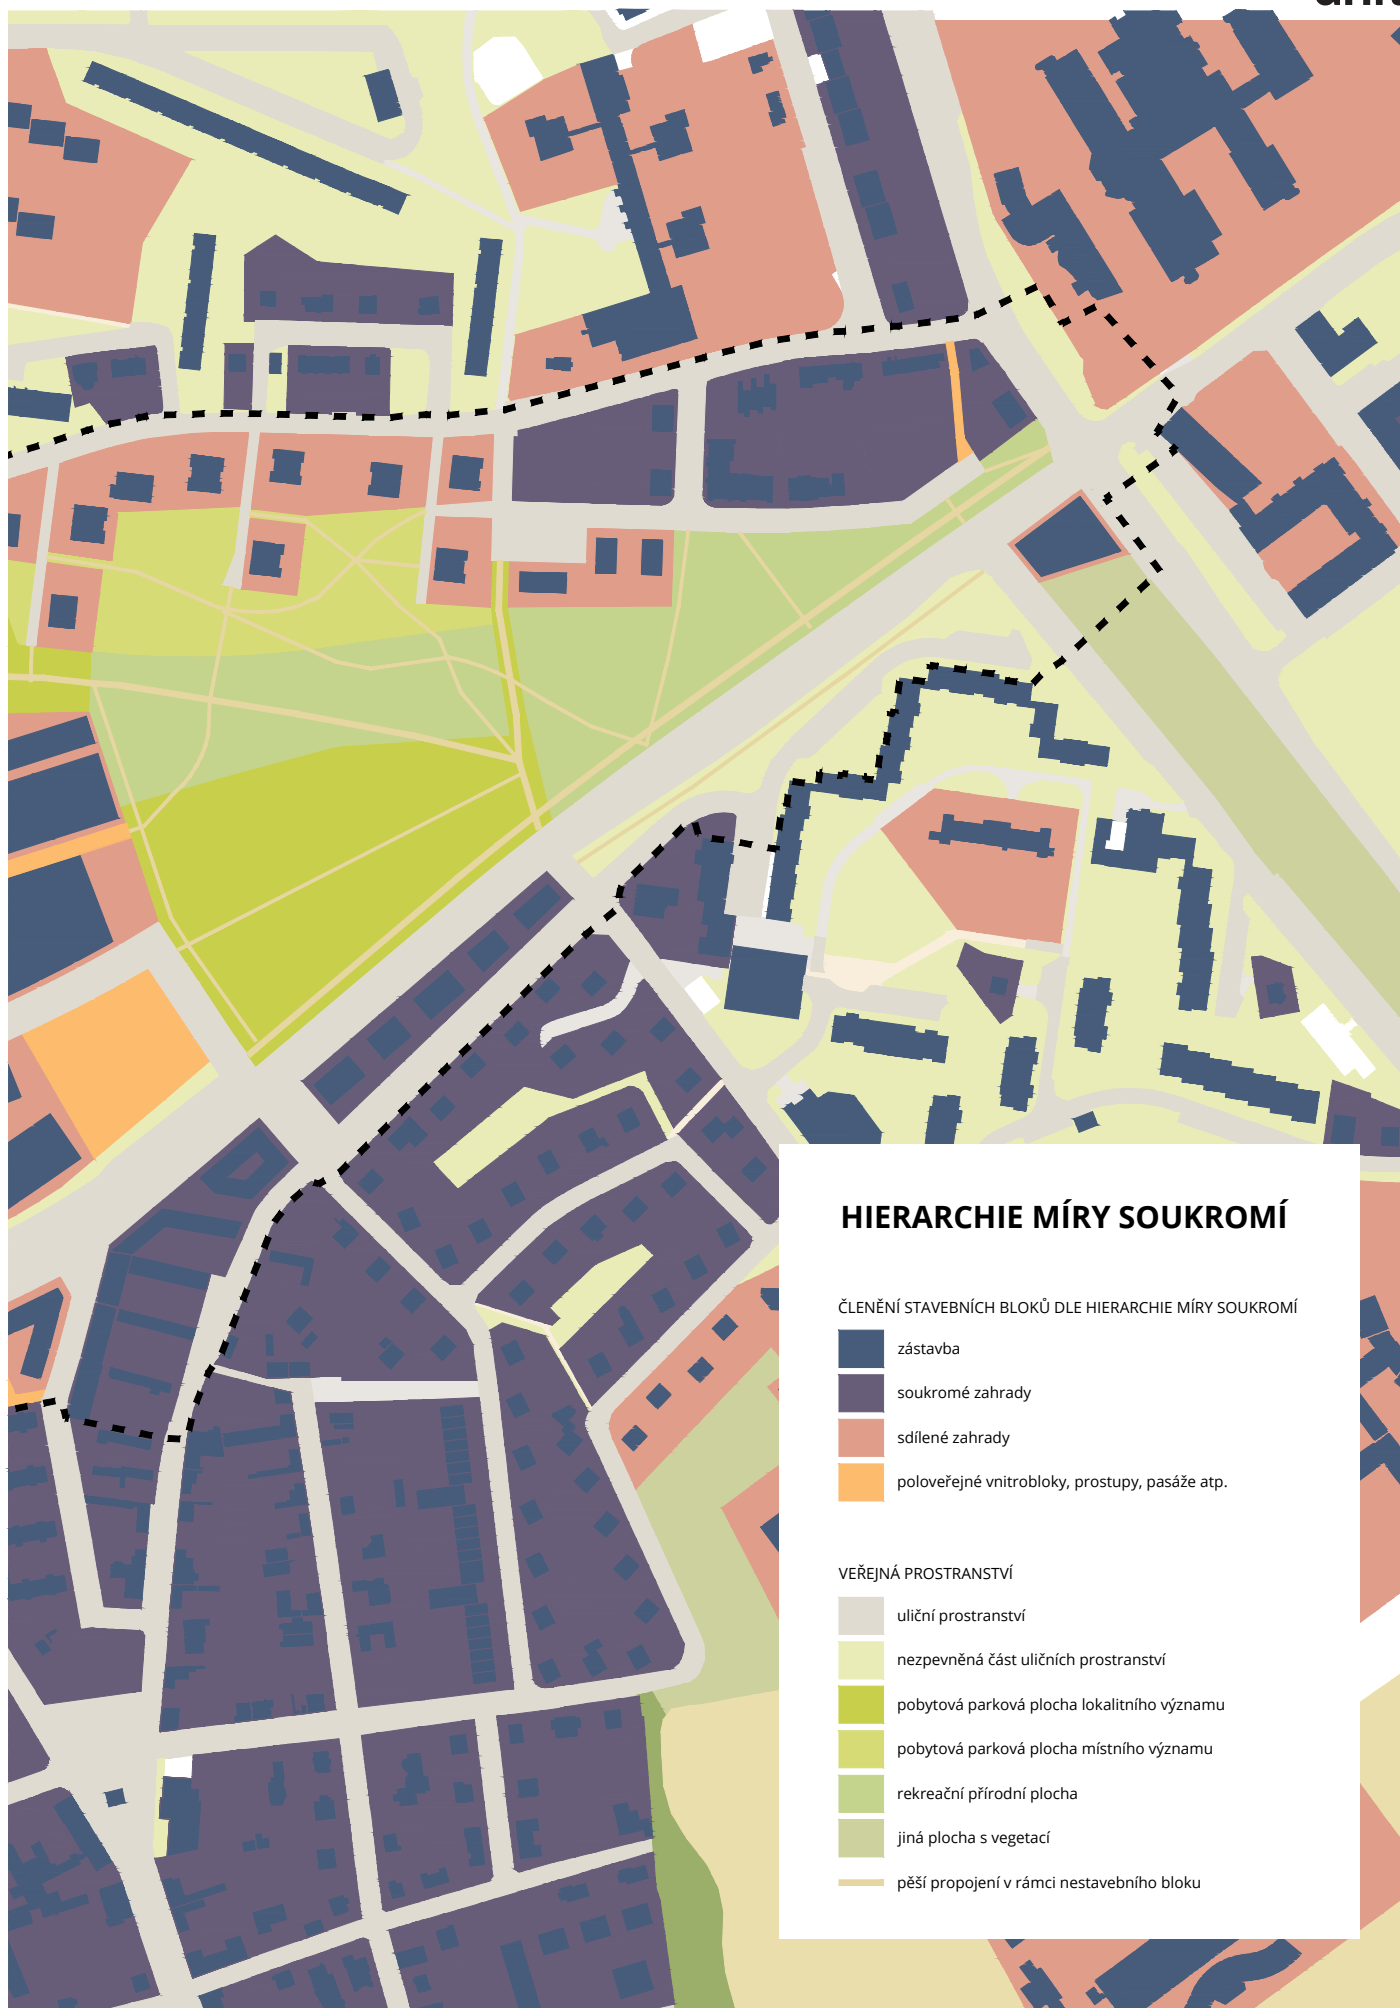 HIERARCHIE MÍRY SOUKROMÍ
ČLENĚNÍ STAVEBNÍCH BLOKŮ DLE HIERARCHIE MÍRY SOUKROMÍ
zástavba
soukromé zahrady
sdílené zahrady
poloveřejné vnitrobloky, prostupy, pasáže atp.
VEŘEJNÁ PROSTRANSTVÍ
uliční prostranství
nezpevněná část uličních prostranství
pobytová parková plocha lokalitního významu
pobytová parková plocha místního významu
rekreační přírodní plocha
jiná plocha s vegetací
pěší propojení v rámci nestavebního bloku